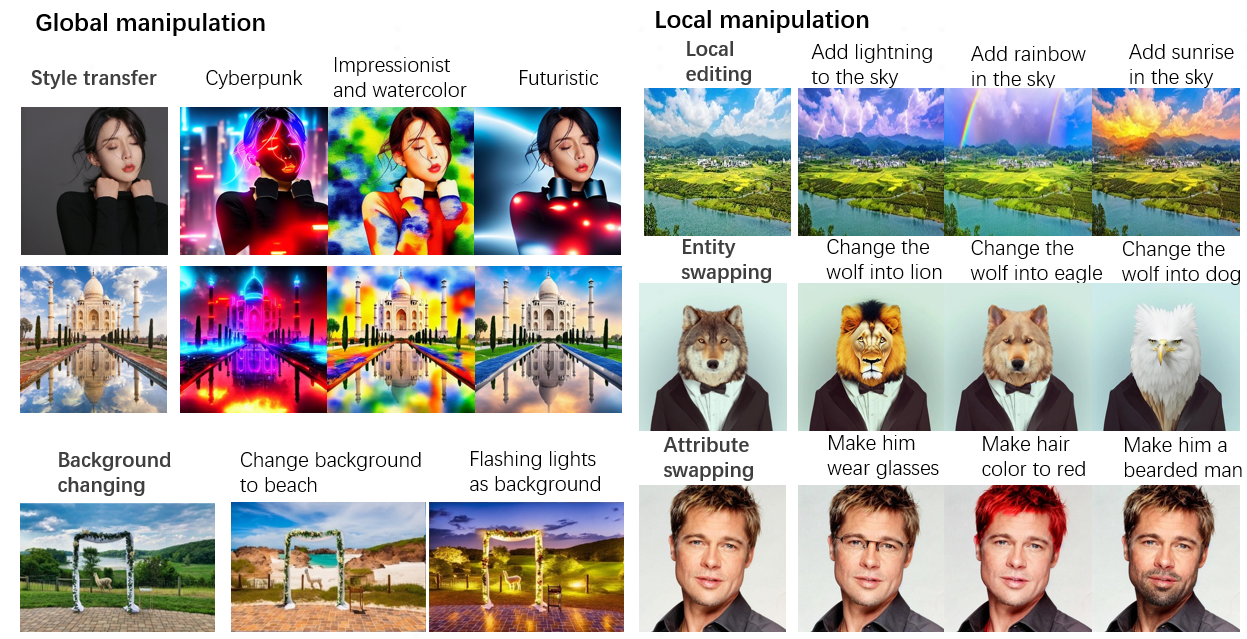 Global manipulation
Style transfer
Cyberpunk
Impressionist
and watercolor
Futuristic
Background
changing
Change background
to beach
Flashing lights
as background
Local manipulation
Local
editing
Add lightning
to the sky
Add rainbow
in the sky
Add sunrise
in the sky
Entity
swapping
Change the
wolf into lion
Change the
wolf into eagle
Change the
wolf into dog
Attribute
swapping
Make him
wear glasses
Make hair
color to red
Make him a
bearded man